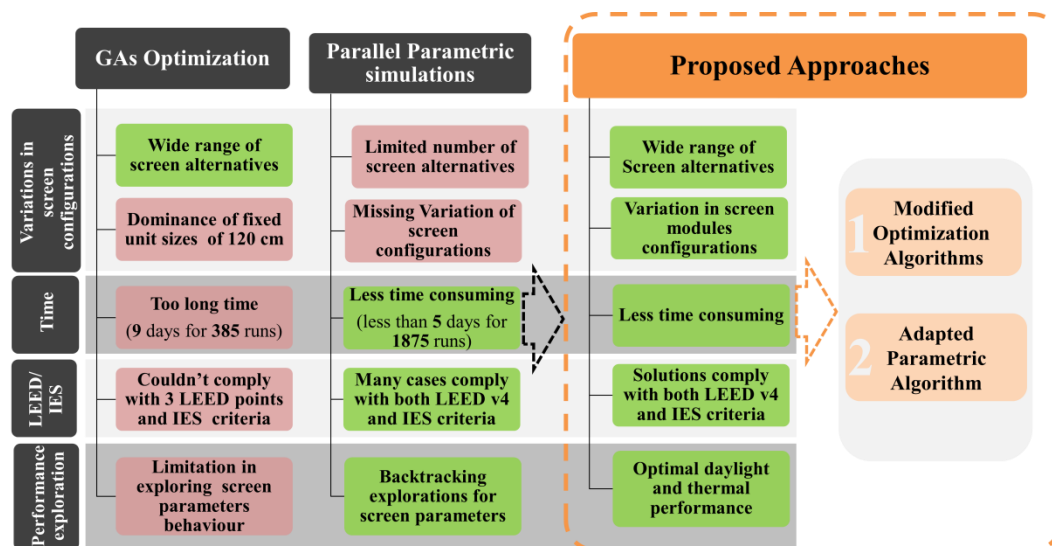 GAs Optimization
Parallel Parametric
simulations
Proposed Approaches
Variations in
screen
configurations
Wide range of
screen alternatives
Limited number of
screen alternatives
Wide range of
Screen alternatives
Dominance of fixed
unit sizes of 120 cm
Missing Variation of
screen
configurations
Variation in screen
modules
configurations
Time
Too long time
(9 days for 385 runs)
Less time consuming
(less than 5 days for
1875 runs)
Less time consuming
LEED/
IES
Couldn't comply
with 3 LEED points
and IES criteria
Many cases comply
with both LEED v4
and IES criteria
Solutions comply
with both LEED v4
and IES criteria
Performance
exploration
Limitation in
exploring screen
parameters
behaviour
Backtracking
explorations for
screen parameters
Optimal daylight
and thermal
performance
1
Modified
Optimization
Algorithms
2
Adapted
Parametric
Algorithm